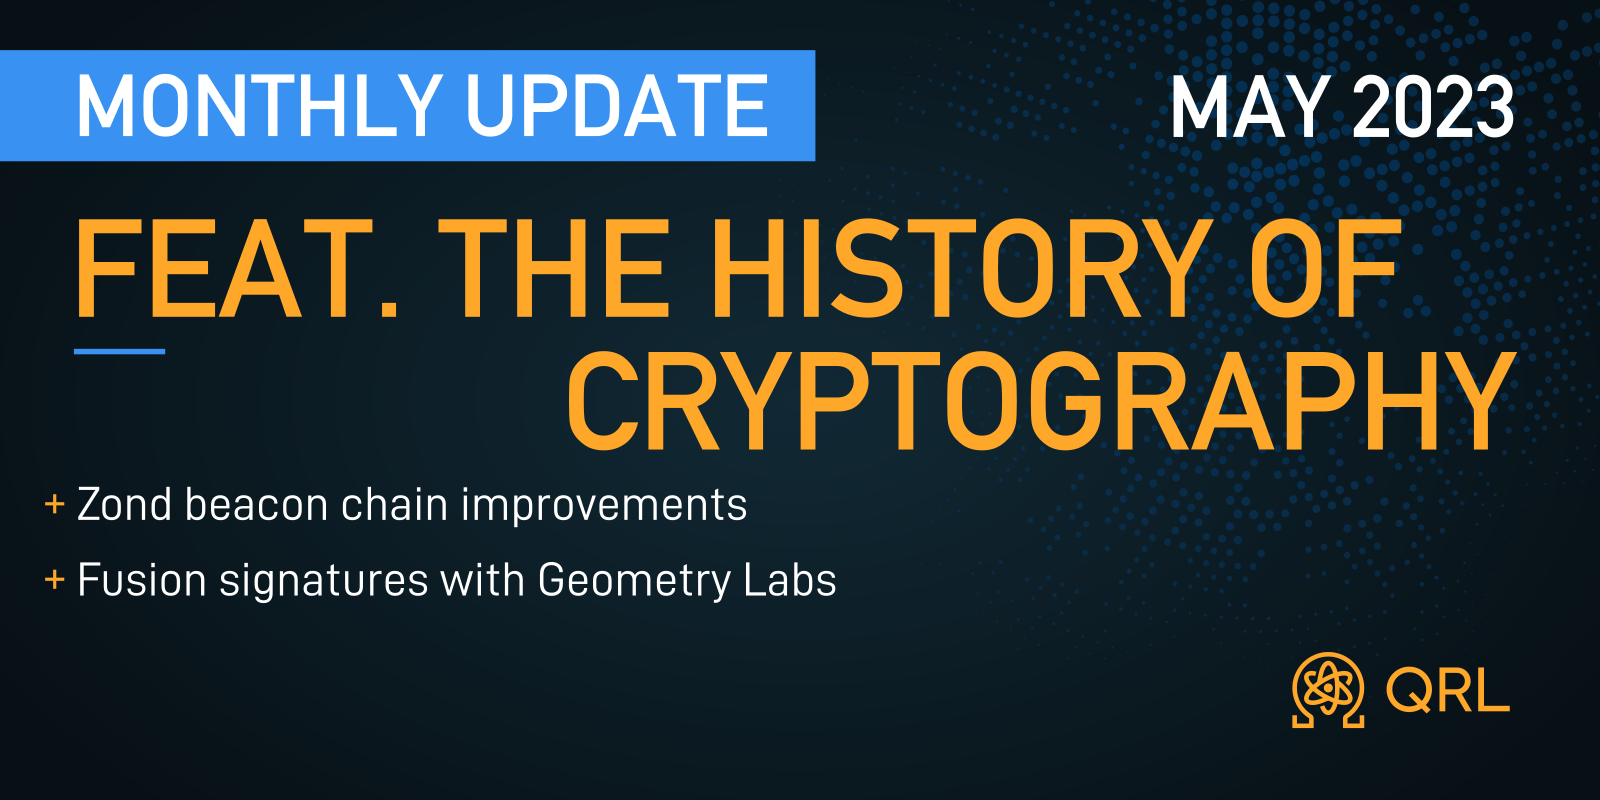 MONTHLY UPDATE
MAY 2023
FEAT. THE HISTORY OF
CRYPTOGRAPHY
+ Zond beacon chain improvements
+ Fusion signatures with Geometry Labs
QRL